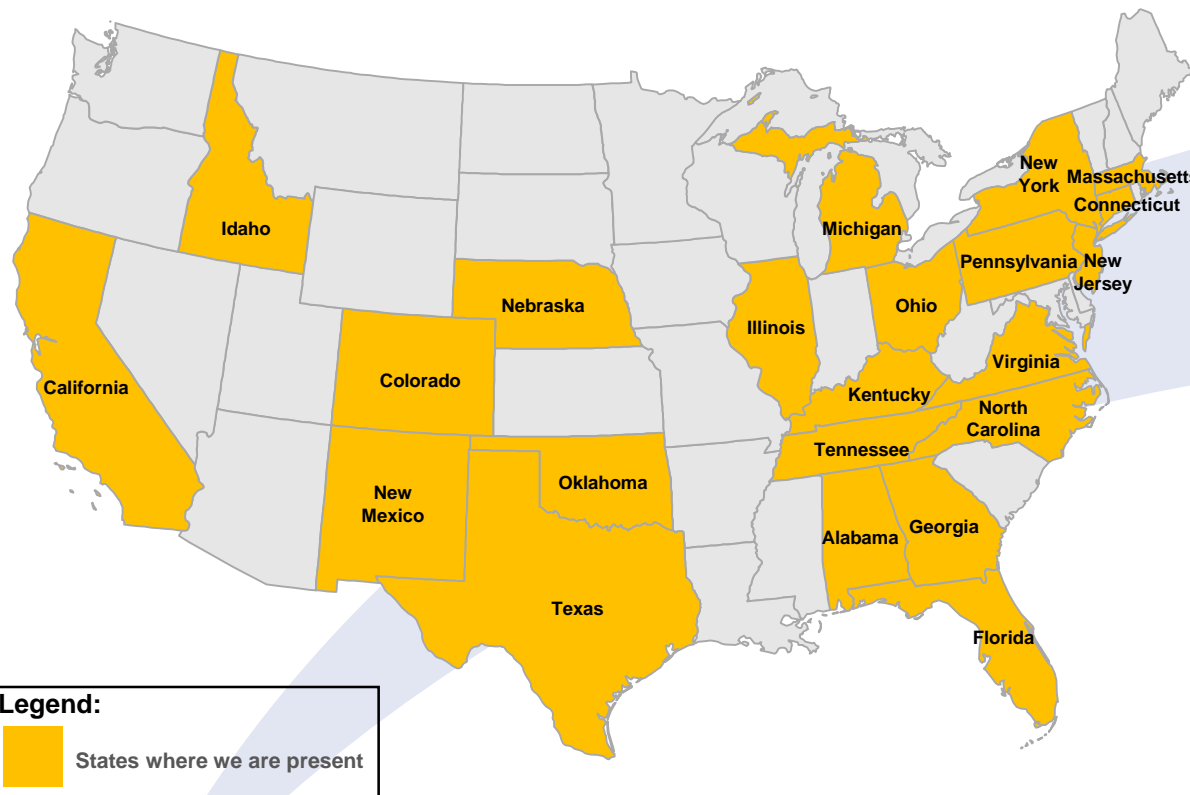 New
York
Massachusetts
Connecticut
Idaho
Michigan
Pennsylvania
New
Jersey
Nebraska
Ohio
Illinois
Virginia
Colorado
California
Kentucky
North
Carolina
Tennessee
Oklahoma
New
Mexico
Georgia
Alabama
Texas
Florida
Legend:
States where we are present